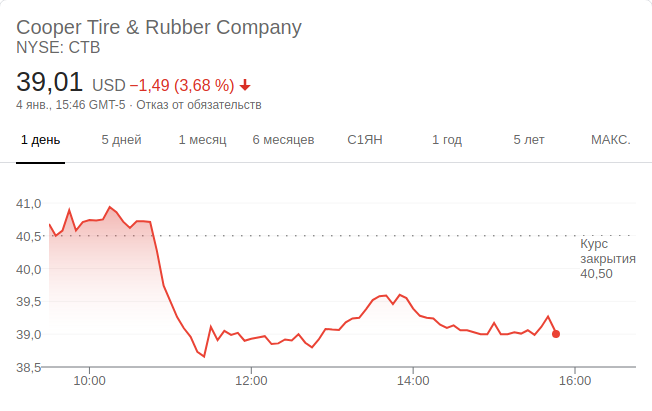 Cooper Tire & Rubber Company
NYSE: CTB
39,01 USD −1,49 (3,68 %)
4 янв., 15:46 GMT-5 · Отказ от обязательств
1 день 5 дней 1 месяц 6 месяцев С1ЯН 1 год 5 лет МАКС.
41,0
40,5
Курс
закрытия
40,50
40,0
39,5
39,0
38,5
10:00 12:00 14:00 16:00